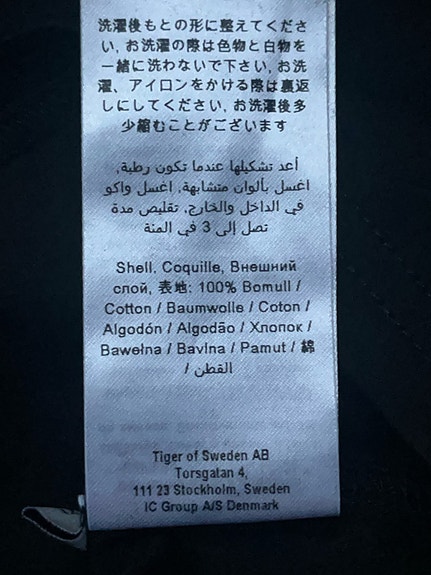 洗濯後もとの形に整えてくださ
い, お洗濯の際は色物と白物を
一緒に洗わないで下さい, お洗
濯、アイロンをかける際は裏返
しにしてください, お洗濯後多
少縮むことがございます
أعد تشكيلها عندما تكون رطبة,
اغسل بألوان متشابهة, اغسل واكو
في الداخل والخارج, تقليص مدة
تصل إلى 3 في المئة
Shell, Coquille, Внешний
слой, 表地: 100% Bomull /
Cotton / Baumwolle / Coton /
Algodón / Algodão / Хлопок /
Bawełna / Bavlna / Pamut / 綿
/ القطن
Tiger of Sweden AB
Torsgatan 4,
111 23 Stockholm, Sweden
IC Group A/S Denmark